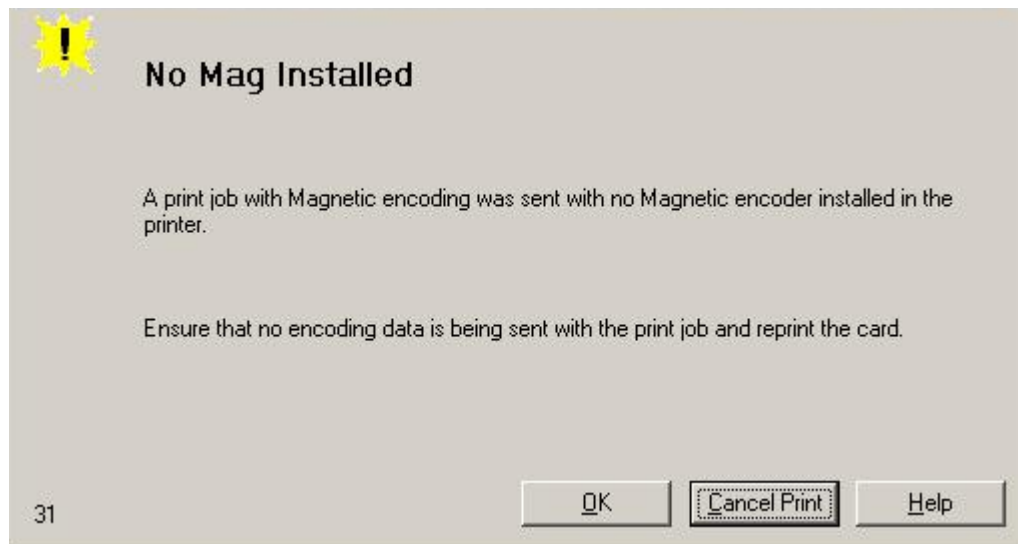 !
No Mag Installed
A print job with Magnetic encoding was sent with no Magnetic encoder installed in the
printer.
Ensure that no encoding data is being sent with the print job and reprint the card.
31
OK
Cancel Print
Help